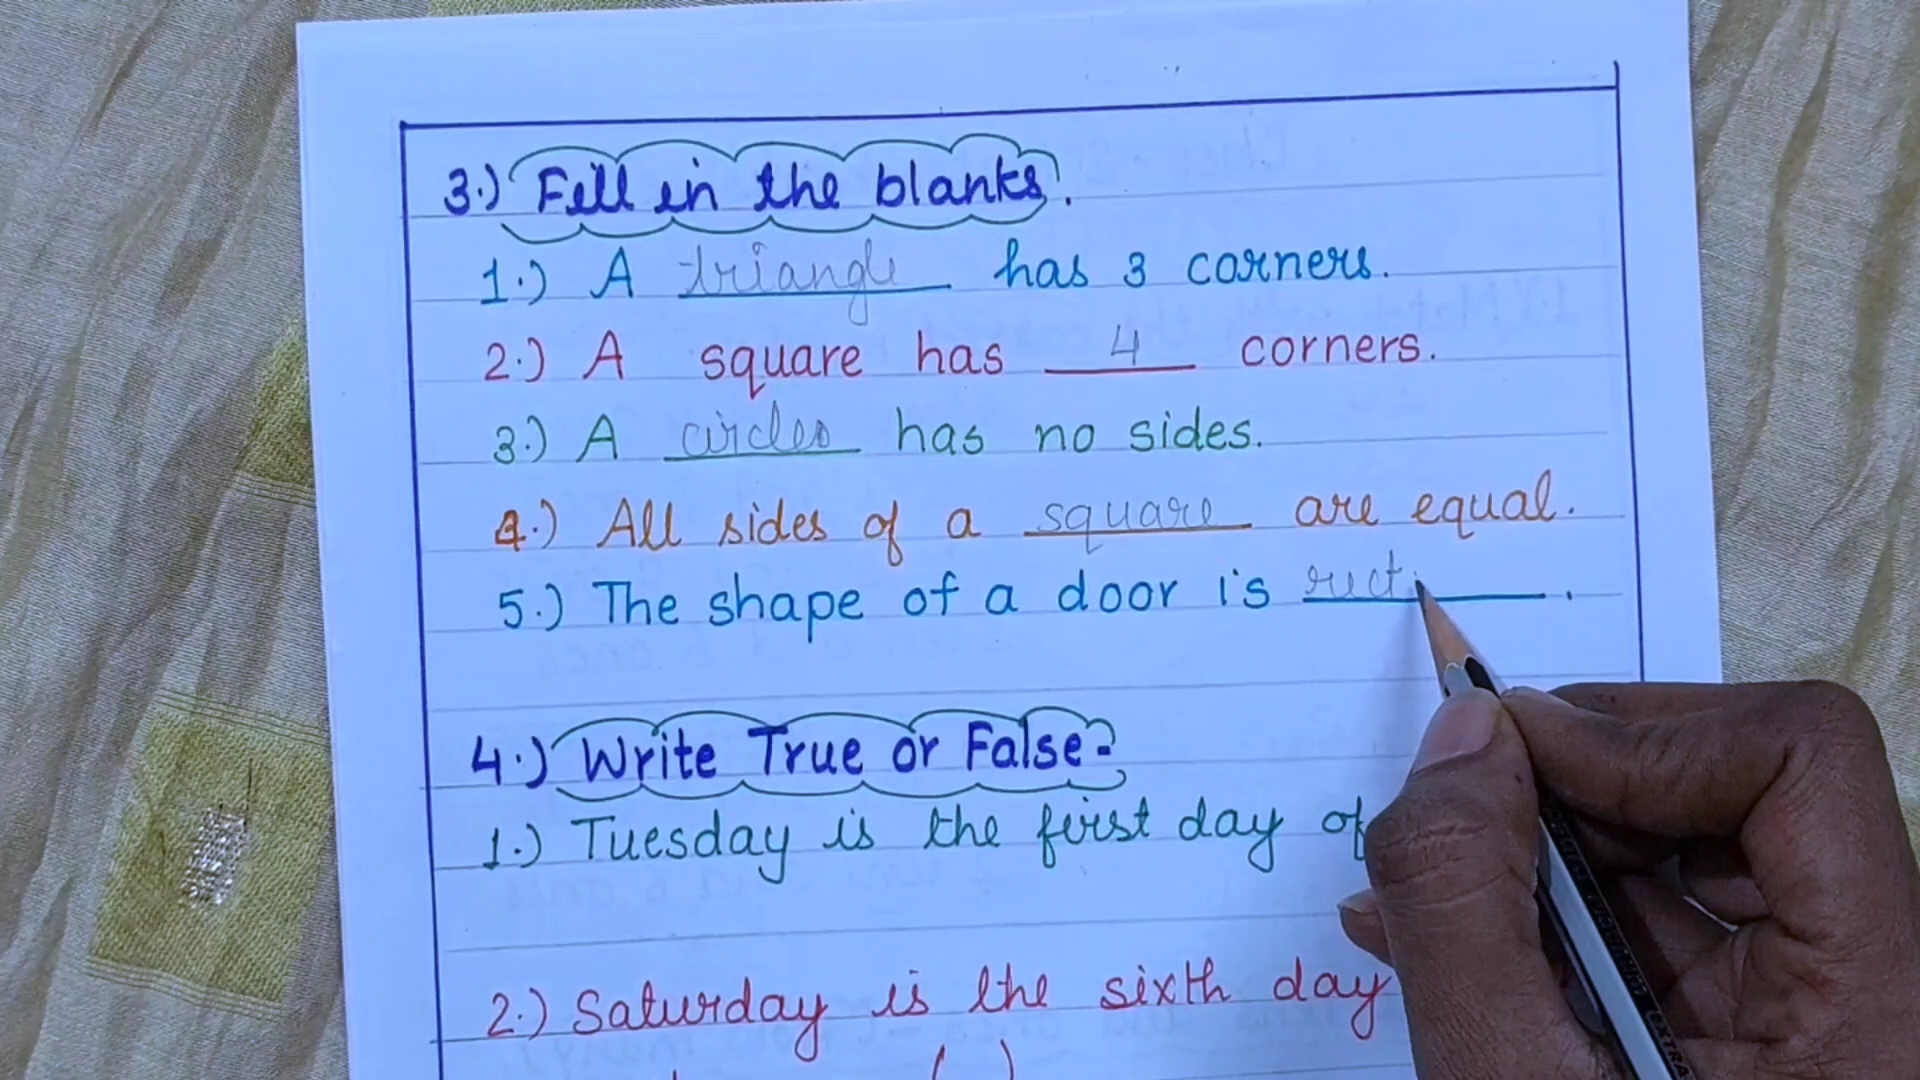 3.) Fill in the blanks.
1.) A triangle has 3 corners.
2.) A square has 4 corners.
3.) A circles has no sides.
4.) All sides of a square are equal.
5.) The shape of a door is rect
4.) Write True or False-
1.) Tuesday is the first day of
2.) Saturday is the sixth day
( )